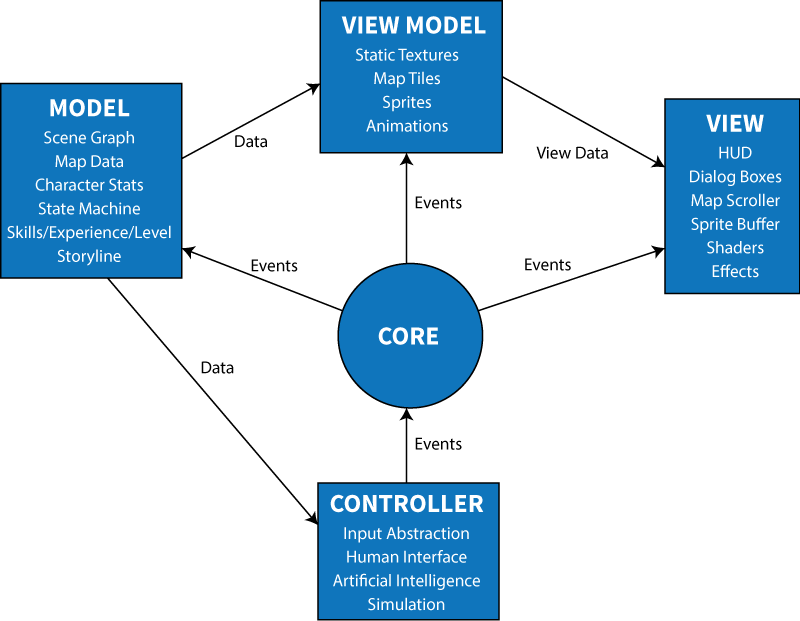 VIEW MODEL
Static Textures
Map Tiles
Sprites
Animations
MODEL
Scene Graph
Map Data
Character Stats
State Machine
Skills/Experience/Level
Storyline
Data
View Data
VIEW
HUD
Dialog Boxes
Map Scroller
Sprite Buffer
Shaders
Effects
Events
Events
Events
CORE
Data
Events
CONTROLLER
Input Abstraction
Human Interface
Artificial Intelligence
Simulation